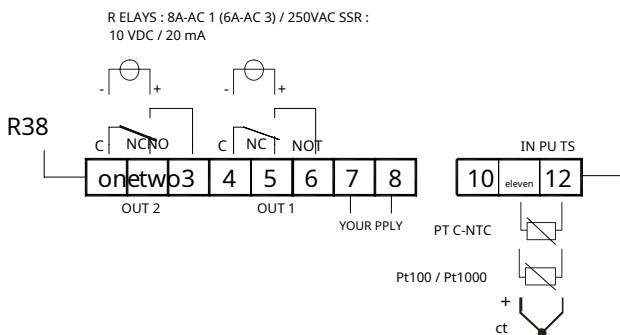 R ELAYS : 8A-AC 1 (6A-AC 3) / 250VAC SSR :
10 VDC / 20 mA
- + - +
R38
C NCNO C NC NOT IN PU TS
onetwo3 4 5 6 7 8 10 eleven 12
OUT 2 OUT 1
YOUR PPLY
PT C-NTC
Pt100 / Pt1000
+
ct